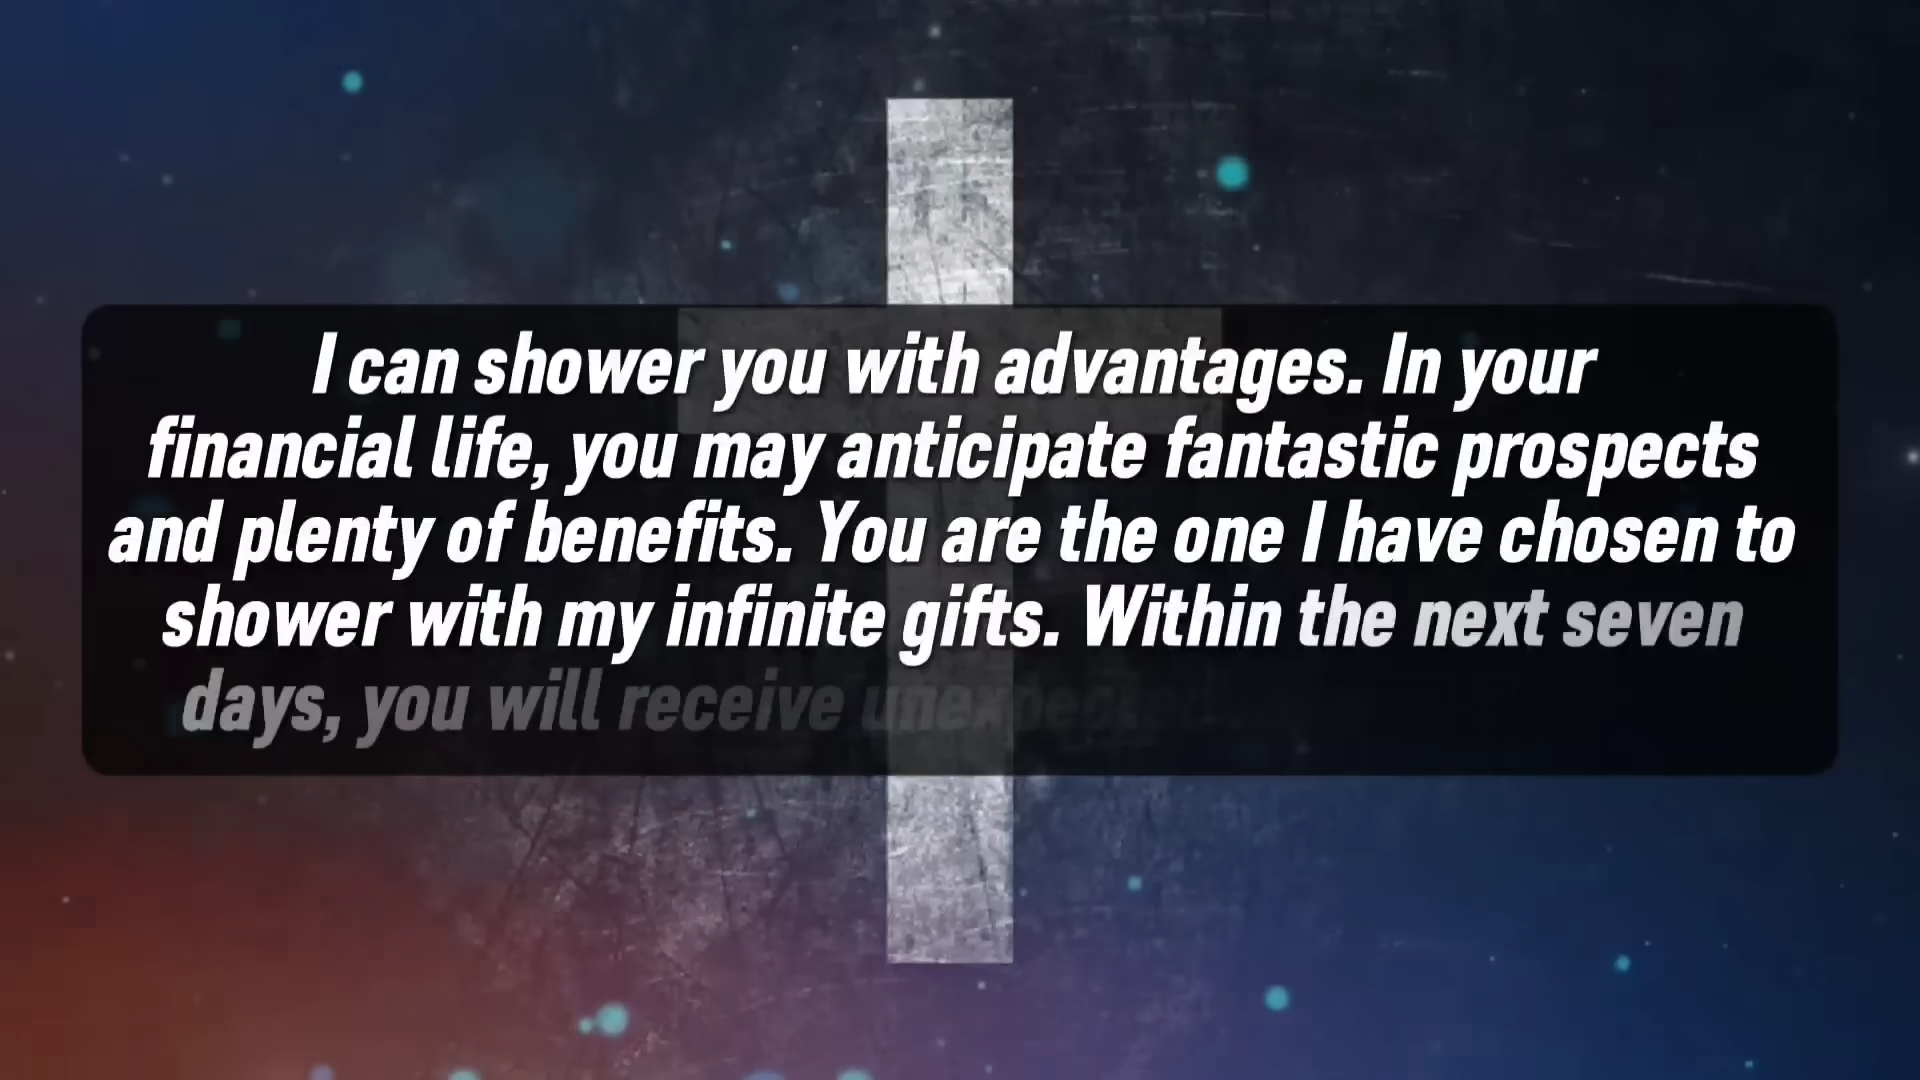 I can shower you with advantages. In your
financial life, you may anticipate fantastic prospects
and plenty of benefits. You are the one I have chosen to
shower with my infinite gifts. Within the next seven
days, you will receive unexpected